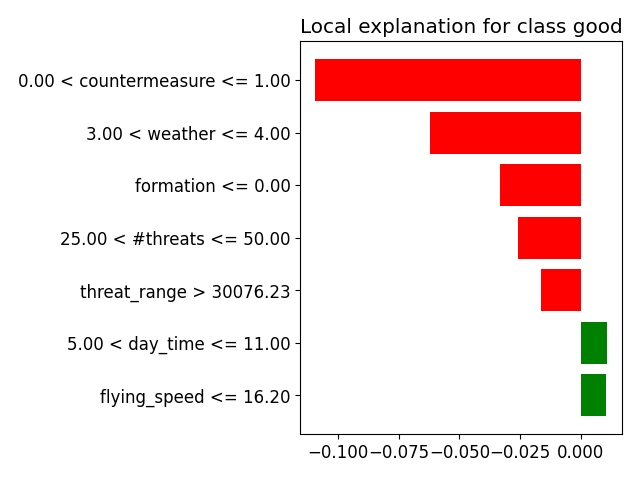 Local explanation for class good
0.00 < countermeasure <= 1.00
3.00 < weather <= 4.00
formation <= 0.00
25.00 < #threats <= 50.00
threat_range > 30076.23
5.00 < day_time <= 11.00
flying_speed <= 16.20
−0.100 −0.075 −0.050 −0.025 0.000